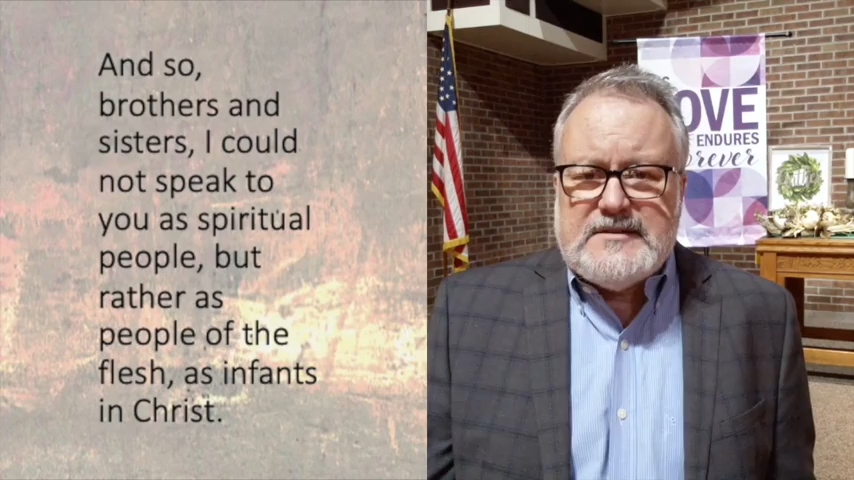 And so,
brothers and
sisters, I could
not speak to
you as spiritual
people, but
rather as
people of the
flesh, as infants
in Christ.
OVE
ENDURES